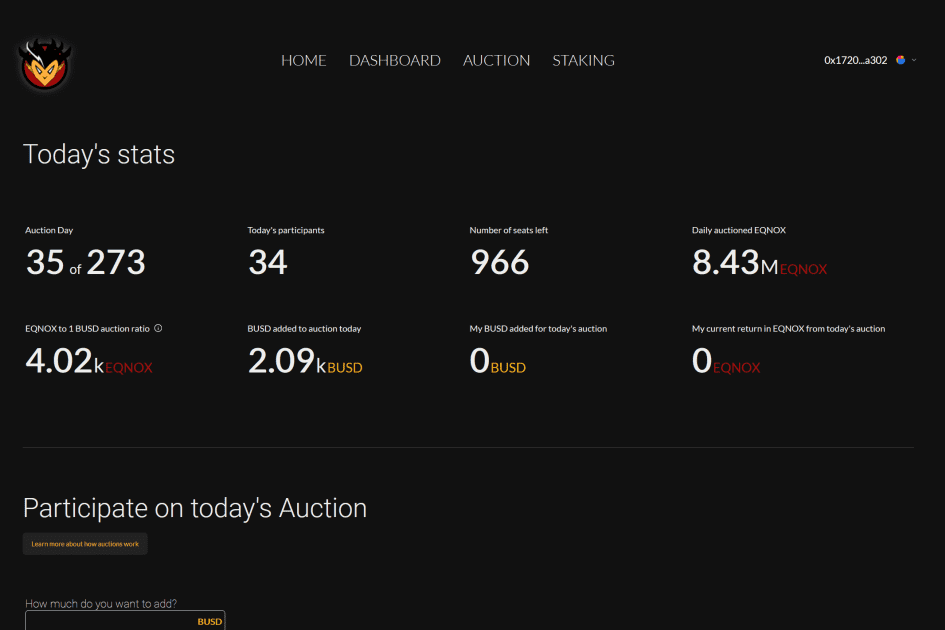 HOME DASHBOARD AUCTION STAKING 0x1720...a302
Today's stats
Auction Day Today's participants Number of seats left Daily auctioned EQNOX
35 of 273 34 966 8.43M EQNOX
EQNOX to 1 BUSD auction ratio BUSD added to auction today My BUSD added for today's auction My current return in EQNOX from today's auction
4.02k EQNOX 2.09k BUSD 0 BUSD 0 EQNOX
Participate on today's Auction
Learn more about how auctions work
How much do you want to add?
BUSD